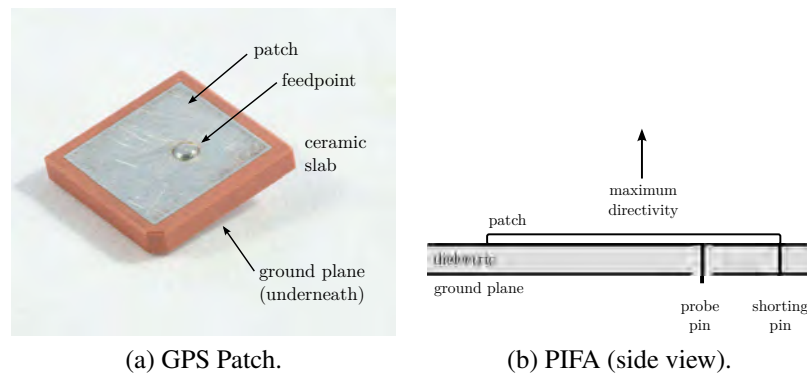 patch
feedpoint
ceramic
slab
ground plane
(underneath)
(a) GPS Patch.
maximum
directivity
patch
dielectric
ground plane
probe
pin
shorting
pin
(b) PIFA (side view).